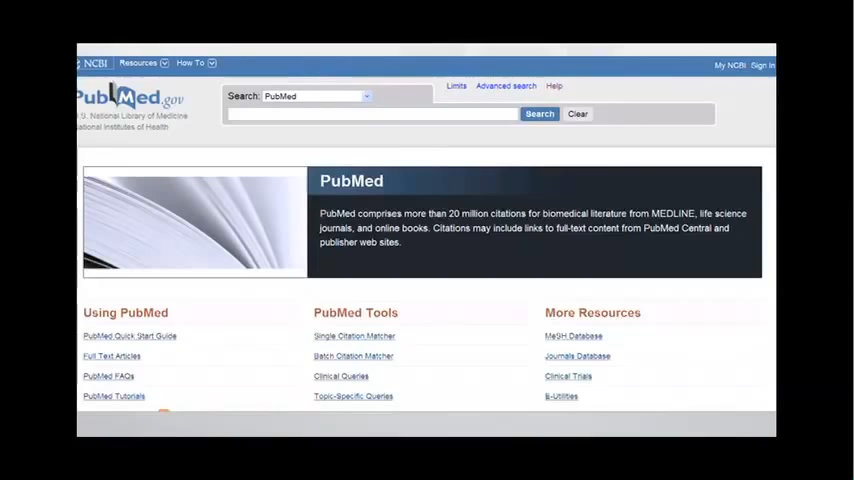 NCBI Resources How To My NCBI Sign In
PubMed.gov
U.S. National Library of Medicine
National Institutes of Health
Search: PubMed
Limits Advanced search Help
Search Clear
PubMed
PubMed comprises more than 20 million citations for biomedical literature from MEDLINE, life science
journals, and online books. Citations may include links to full-text content from PubMed Central and
publisher web sites.
Using PubMed
PubMed Quick Start Guide
Full Text Articles
PubMed FAQs
PubMed Tutorials
PubMed Tools
Single Citation Matcher
Batch Citation Matcher
Clinical Queries
Topic-Specific Queries
More Resources
MeSH Database
Journals Database
Clinical Trials
E-Utilities